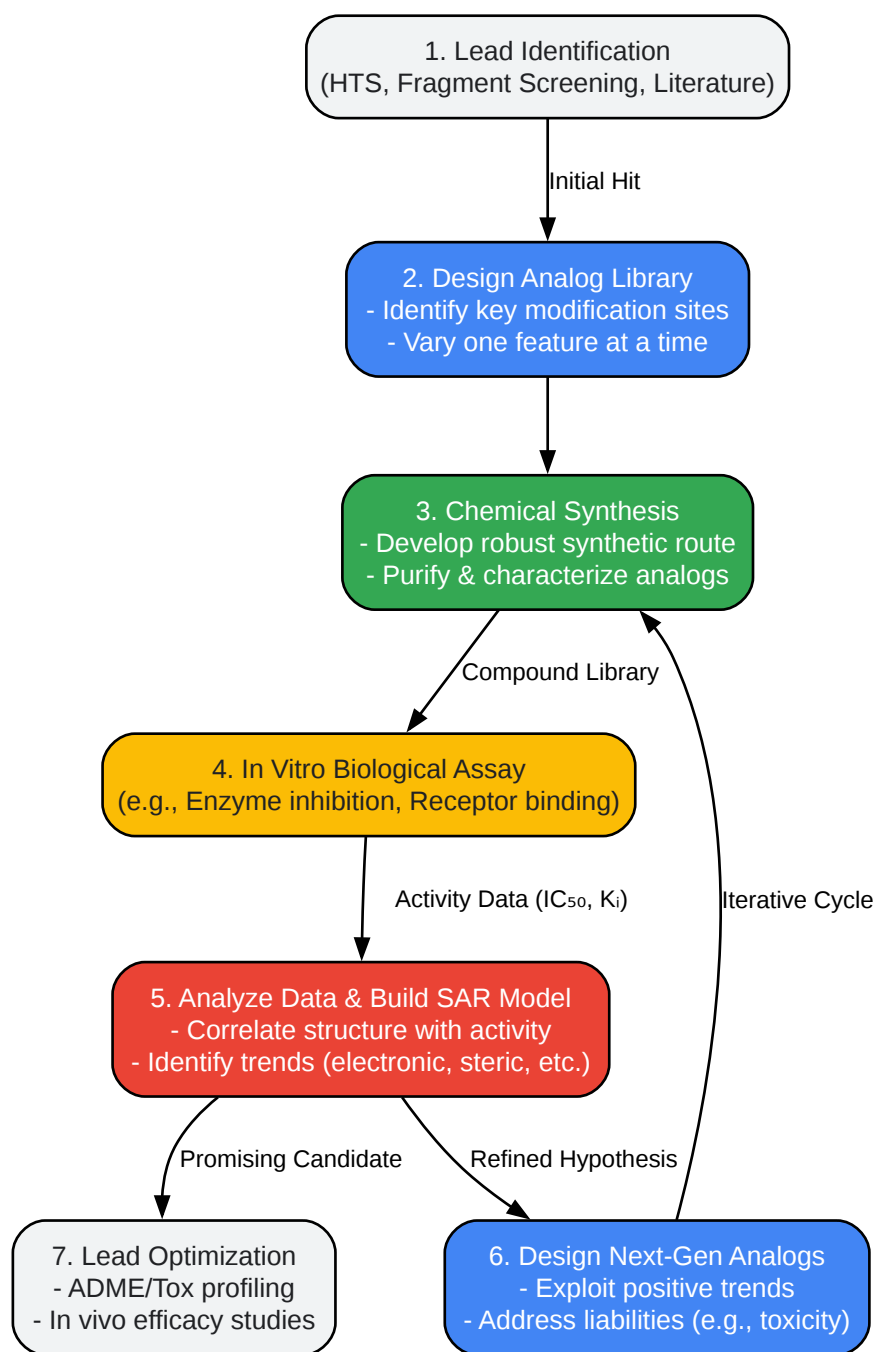 1. Lead Identification
(HTS, Fragment Screening, Literature)
Initial Hit
2. Design Analog Library
- Identify key modification sites
- Vary one feature at a time
3. Chemical Synthesis
- Develop robust synthetic route
- Purify & characterize analogs
Compound Library
4. In Vitro Biological Assay
(e.g., Enzyme inhibition, Receptor binding)
Activity Data (IC₅₀, Kᵢ)
Iterative Cycle
5. Analyze Data & Build SAR Model
- Correlate structure with activity
- Identify trends (electronic, steric, etc.)
Promising Candidate
Refined Hypothesis
7. Lead Optimization
- ADME/Tox profiling
- In vivo efficacy studies
6. Design Next-Gen Analogs
- Exploit positive trends
- Address liabilities (e.g., toxicity)